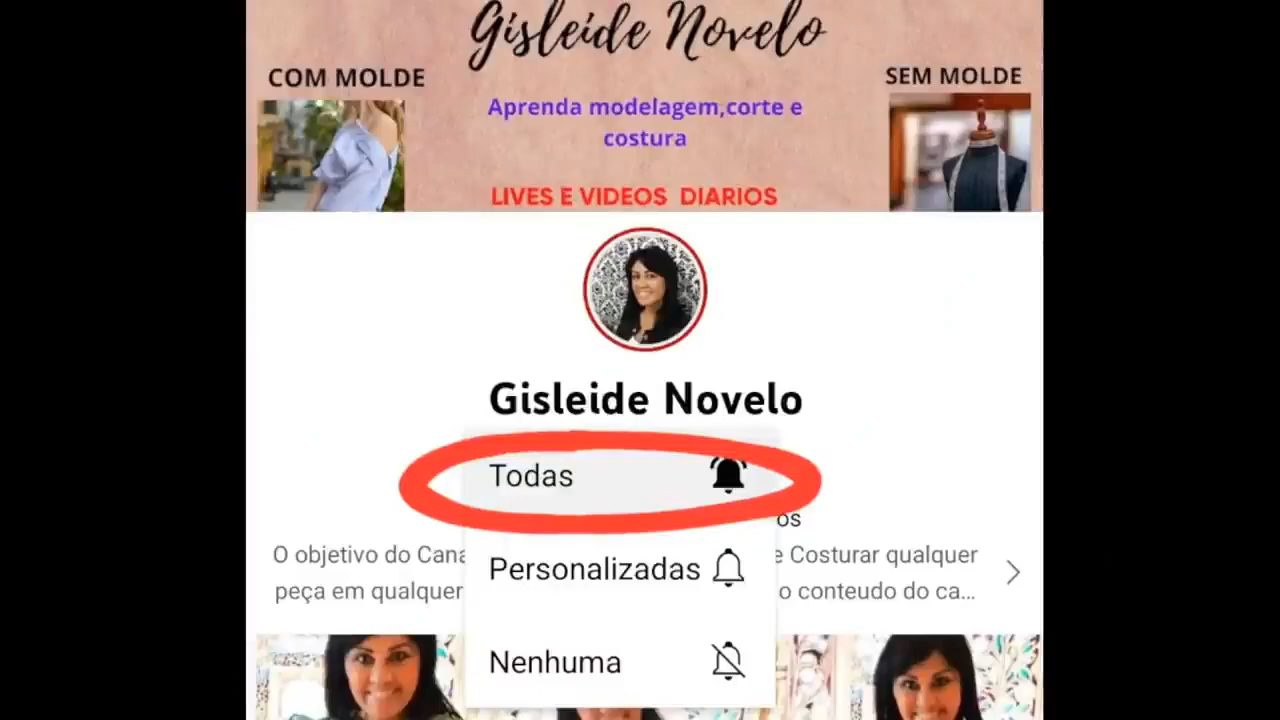 Gisleide Novelo
COM MOLDE
SEM MOLDE
Aprenda modelagem,corte e
costura
LIVES E VIDEOS DIARIOS
Gisleide Novelo
Todas
os
O objetivo do Cana
e Costurar qualquer
peça em qualquer
o conteudo do ca...
Personalizadas
Nenhuma